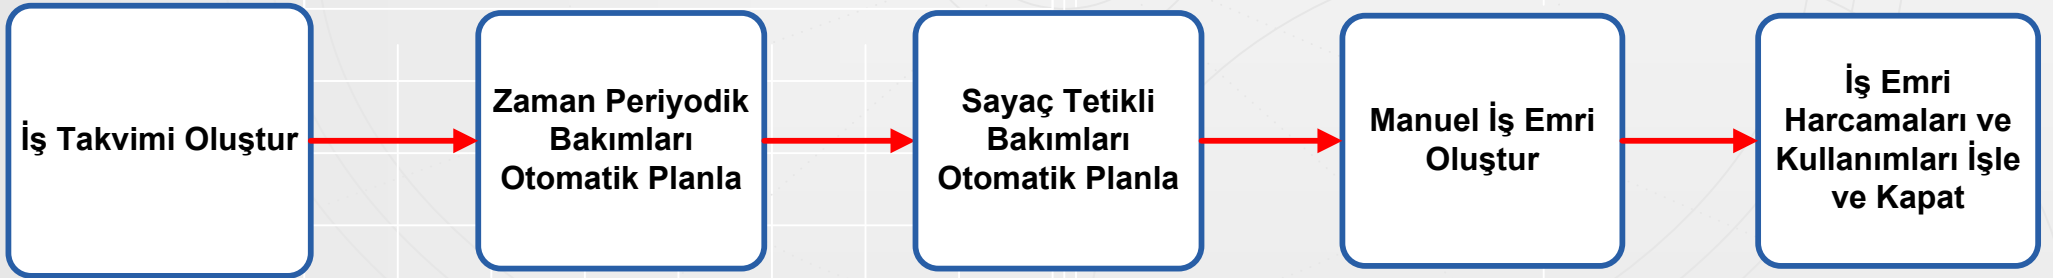 İş Takvimi Oluştur
Zaman Periyodik
Bakımları
Otomatik Planla
Sayaç Tetikli
Bakımları
Otomatik Planla
Manuel İş Emri
Oluştur
İş Emri
Harcamaları ve
Kullanımları İşle
ve Kapat